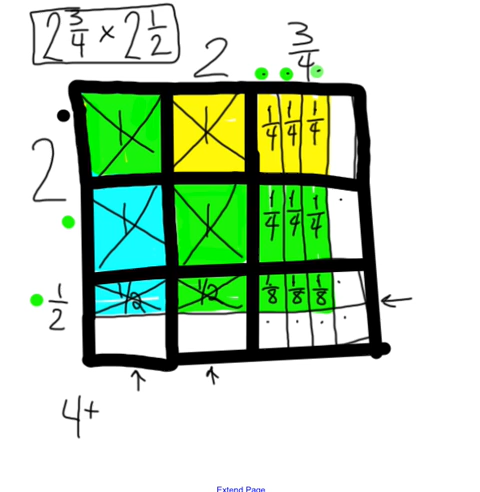 2 3/4 × 2 1/2
2 3/4
1 1 1/4 1/4 1/4
2
1 1 1/4 1/4 1/4
1/2 1/2 1/2 1/8 1/8 1/8
4+
Extend Page